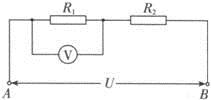 R₁ R₂
V
A U B